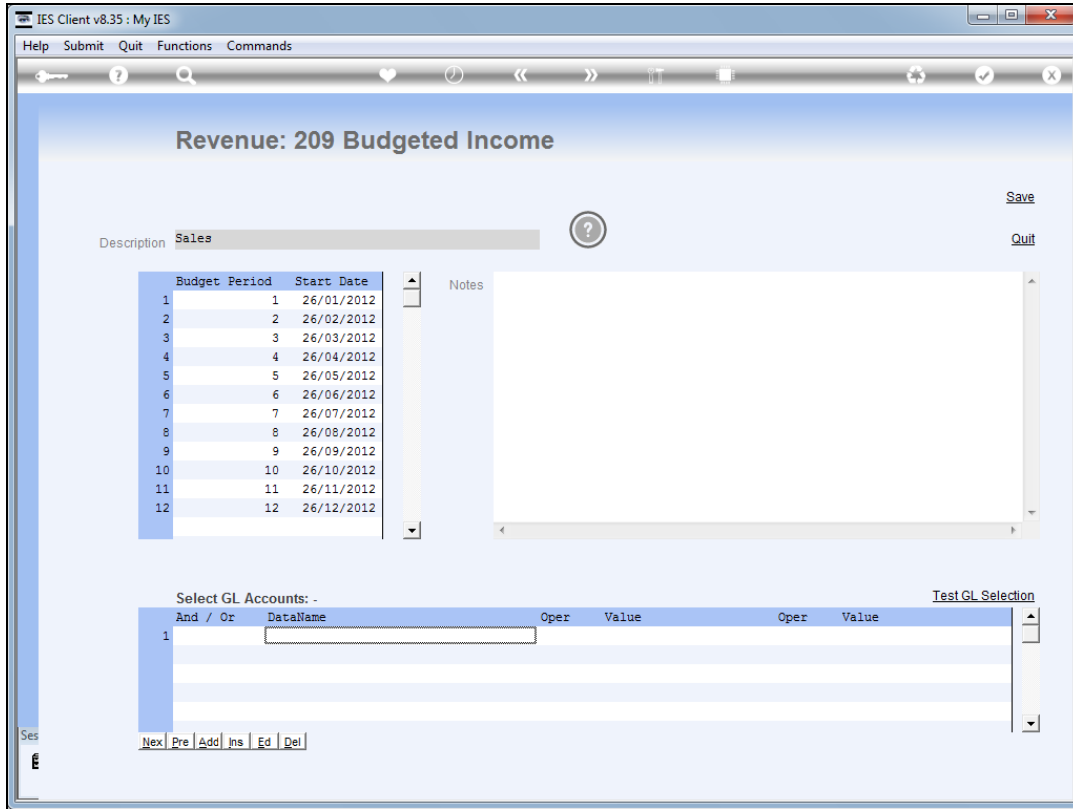 IES Client v8.35 : My IES
Help Submit Quit Functions Commands
Revenue: 209 Budgeted Income
Save
Description Sales ? Quit
Budget Period Start Date Notes
1 1 26/01/2012
2 2 26/02/2012
3 3 26/03/2012
4 4 26/04/2012
5 5 26/05/2012
6 6 26/06/2012
7 7 26/07/2012
8 8 26/08/2012
9 9 26/09/2012
10 10 26/10/2012
11 11 26/11/2012
12 12 26/12/2012
Select GL Accounts: - Test GL Selection
And / Or DataName Oper Value Oper Value
1
Ses
Nex Pre Add Ins Ed Del